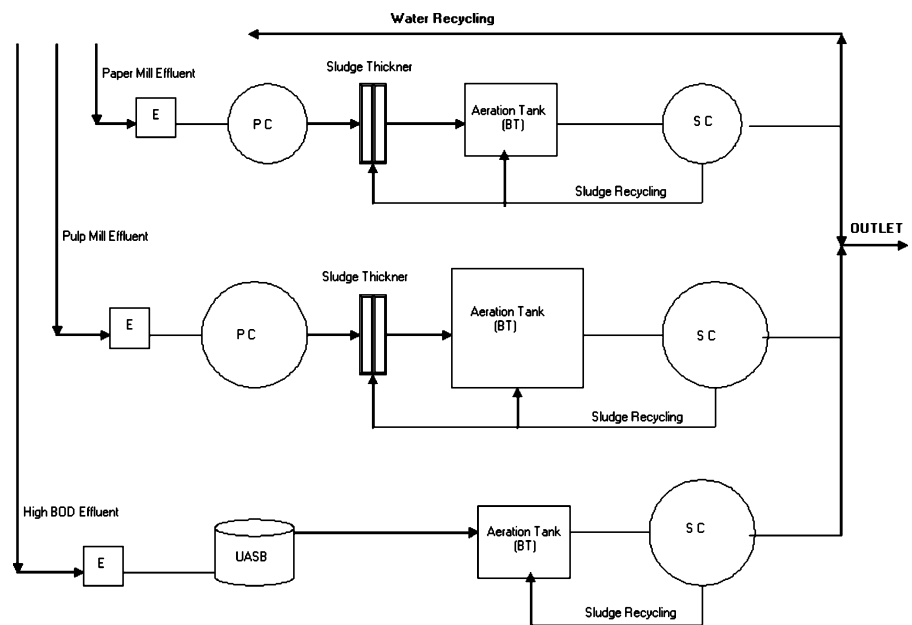 Water Recycling
Paper Mill Effluent
Sludge Thickner
E
P C
Aeration Tank
(BT)
S C
Sludge Recycling
OUTLET
Pulp Mill Effluent
Sludge Thickner
E
P C
Aeration Tank
(BT)
S C
Sludge Recycling
High BOD Effluent
E
UASB
Aeration Tank
(BT)
S C
Sludge Recycling